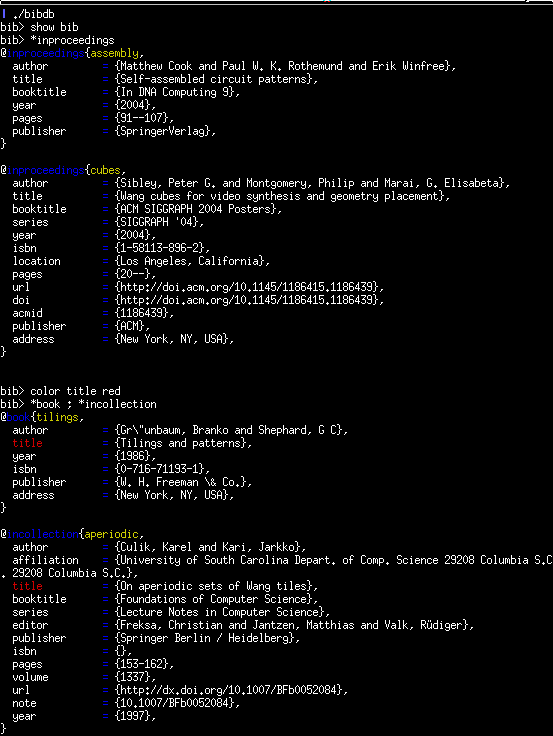 | ./bibdb
bib> show bib
bib> *inproceedings
@inproceedings{assembly,
  author        = {Matthew Cook and Paul W. K. Rothemund and Erik Winfree},
  title         = {Self-assembled circuit patterns},
  booktitle     = {In DNA Computing 9},
  year          = {2004},
  pages         = {91--107},
  publisher     = {SpringerVerlag},
}

@inproceedings{cubes,
  author        = {Sibley, Peter G. and Montgomery, Philip and Marai, G. Elisabeta},
  title         = {Wang cubes for video synthesis and geometry placement},
  booktitle     = {ACM SIGGRAPH 2004 Posters},
  series        = {SIGGRAPH '04},
  year          = {2004},
  isbn          = {1-58113-896-2},
  location      = {Los Angeles, California},
  pages         = {20--},
  url           = {http://doi.acm.org/10.1145/1186415.1186439},
  doi           = {http://doi.acm.org/10.1145/1186415.1186439},
  acmid         = {1186439},
  publisher     = {ACM},
  address       = {New York, NY, USA},
}

bib> color title red
bib> *book ; *incollection
@book{tilings,
  author        = {Gr\"unbaum, Branko and Shephard, G C},
  title         = {Tilings and patterns},
  year          = {1986},
  isbn          = {0-716-71193-1},
  publisher     = {W. H. Freeman \& Co.},
  address       = {New York, NY, USA},
}

@incollection{aperiodic,
  author        = {Culik, Karel and Kari, Jarkko},
  affiliation   = {University of South Carolina Depart. of Comp. Science 29208 Columbia S.C
. 29208 Columbia S.C.},
  title         = {On aperiodic sets of Wang tiles},
  booktitle     = {Foundations of Computer Science},
  series        = {Lecture Notes in Computer Science},
  editor        = {Freksa, Christian and Jantzen, Matthias and Valk, Rüdiger},
  publisher     = {Springer Berlin / Heidelberg},
  isbn          = {},
  pages         = {153-162},
  volume        = {1337},
  url           = {http://dx.doi.org/10.1007/BFb0052084},
  note          = {10.1007/BFb0052084},
  year          = {1997},
}